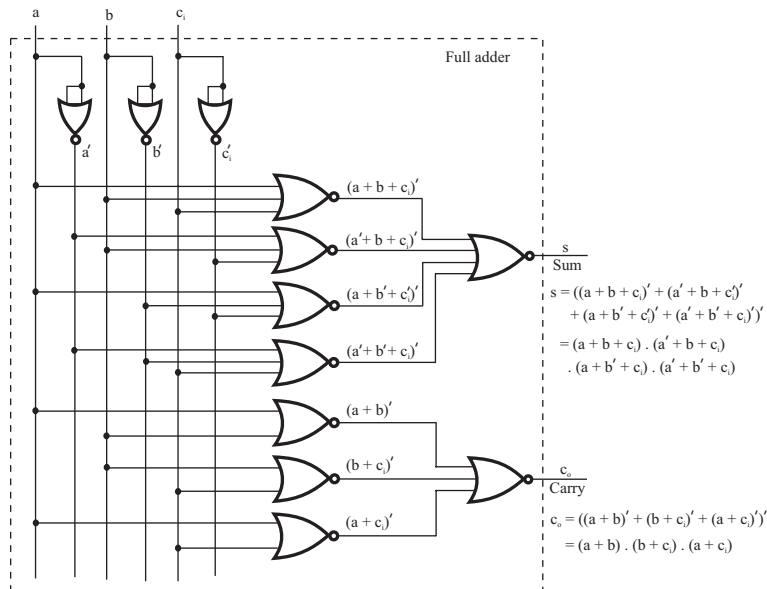 a
b
cᵢ
Full adder
a′
b′
cᵢ′
(a + b + cᵢ)′
(a′ + b + cᵢ)′
(a + b′ + cᵢ′)′
(a′ + b′ + cᵢ)′
s
Sum
s = ((a + b + cᵢ)′ + (a′ + b + cᵢ′)′
+ (a + b′ + cᵢ′)′ + (a′ + b′ + cᵢ)′)′
= (a + b + cᵢ) . (a′ + b + cᵢ)
. (a + b′ + cᵢ) . (a′ + b′ + cᵢ)
(a + b)′
(b + cᵢ)′
(a + cᵢ)′
cₒ
Carry
cₒ = ((a + b)′ + (b + cᵢ)′ + (a + cᵢ)′)′
= (a + b) . (b + cᵢ) . (a + cᵢ)